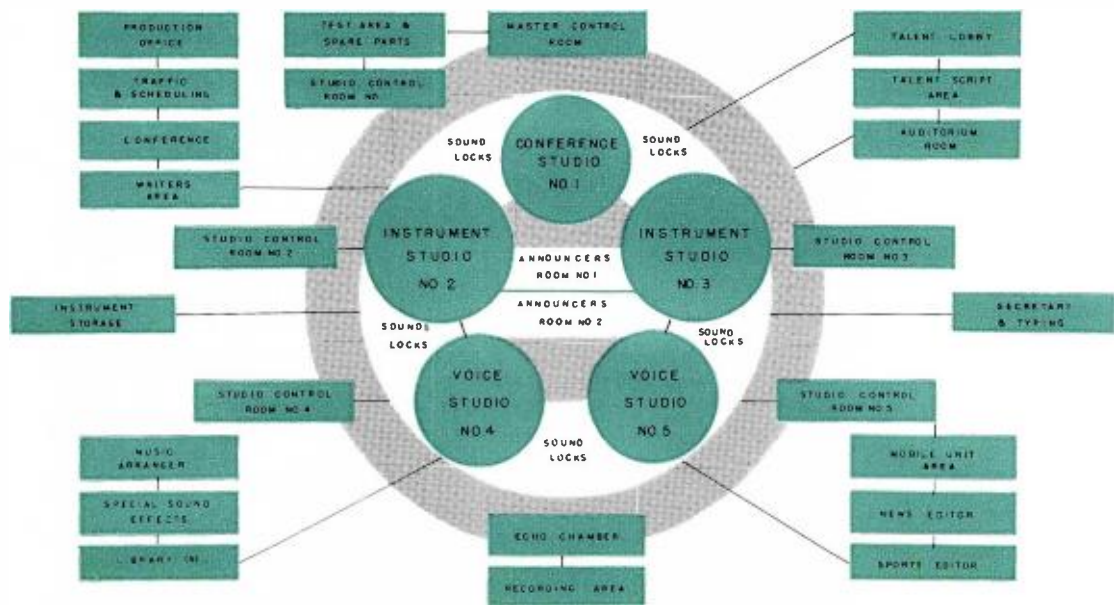 PRODUCTION
OFFICE
TRAFFIC
& SCHEDULING
CONFERENCE
WRITERS
AREA
TEST AREA &
SPARE PARTS
STUDIO CONTROL
ROOM NO.
MASTER CONTROL
ROOM
TALENT LOBBY
TALENT SCRIPT
AREA
AUDITORIUM
ROOM
SOUND
LOCKS
CONFERENCE
STUDIO
NO. 1
SOUND
LOCKS
STUDIO CONTROL
ROOM NO. 2
INSTRUMENT
STUDIO
NO. 2
ANNOUNCERS
ROOM NO 1
ANNOUNCERS
ROOM NO. 2
INSTRUMENT
STUDIO
NO. 3
STUDIO CONTROL
ROOM NO. 3
INSTRUMENT
STORAGE
SOUND
LOCKS
SOUND
LOCKS
SECRETARY
& TYPING
STUDIO CONTROL
ROOM NO. 4
VOICE
STUDIO
NO. 4
VOICE
STUDIO
NO. 5
STUDIO CONTROL
ROOM NO. 5
SOUND
LOCKS
MUSIC
ARRANGER
SPECIAL SOUND
EFFECTS
LIBRARY
ECHO CHAMBER
RECORDING AREA
MOBILE UNIT
AREA
NEWS EDITOR
SPORTS EDITOR